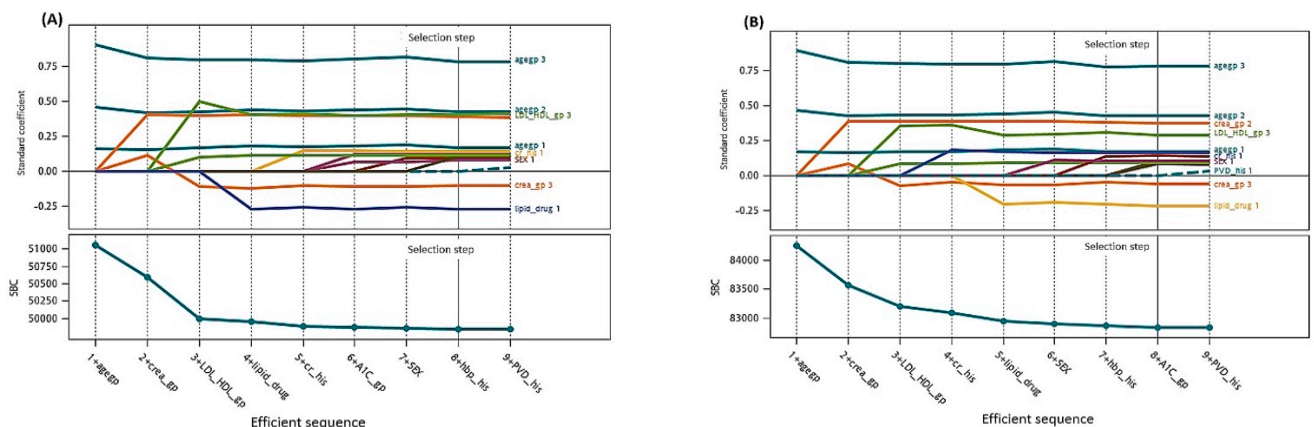 (A)
Selection step
Standard coefficient
0.75
0.50
0.25
0.00
-0.25
agegp 3
agegp 2
LDL_HDL_gp 3
agegp 1
cr_his 1
SEX 1
crea_gp 3
lipid_drug 1
Selection step
SBC
51000
50750
50500
50250
50000
1+agegp
2+crea_gp
3+LDL_HDL_gp
4+lipid_drug
5+cr_his
6+A1C_gp
7+SEX
8+hbp_his
9+PVD_his
Efficient sequence
(B)
Selection step
Standard coefficient
0.75
0.50
0.25
0.00
-0.25
agegp 3
agegp 2
crea_gp 2
LDL_HDL_gp 3
agegp 1
cr_his 1
SEX 1
PVD_his 1
crea_gp 3
lipid_drug 1
Selection step
SBC
84000
83500
83000
1+agegp
2+crea_gp
3+LDL_HDL_gp
4+cr_his
5+lipid_drug
6+SEX
7+hbp_his
8+A1C_gp
9+PVD_his
Efficient sequence